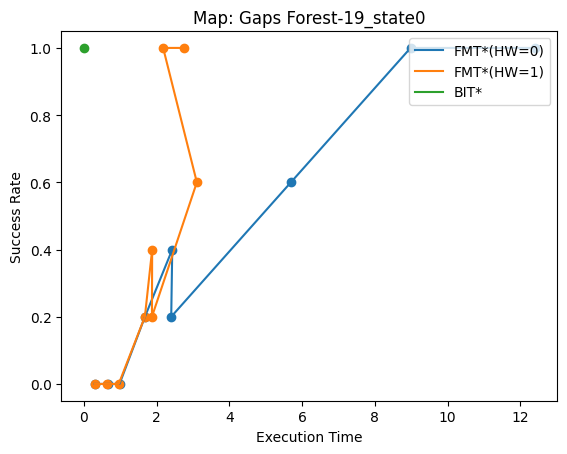 Map: Gaps Forest-19_state0
FMT*(HW=0)
FMT*(HW=1)
BIT*
Success Rate
1.0
0.8
0.6
0.4
0.2
0.0
0 2 4 6 8 10 12
Execution Time